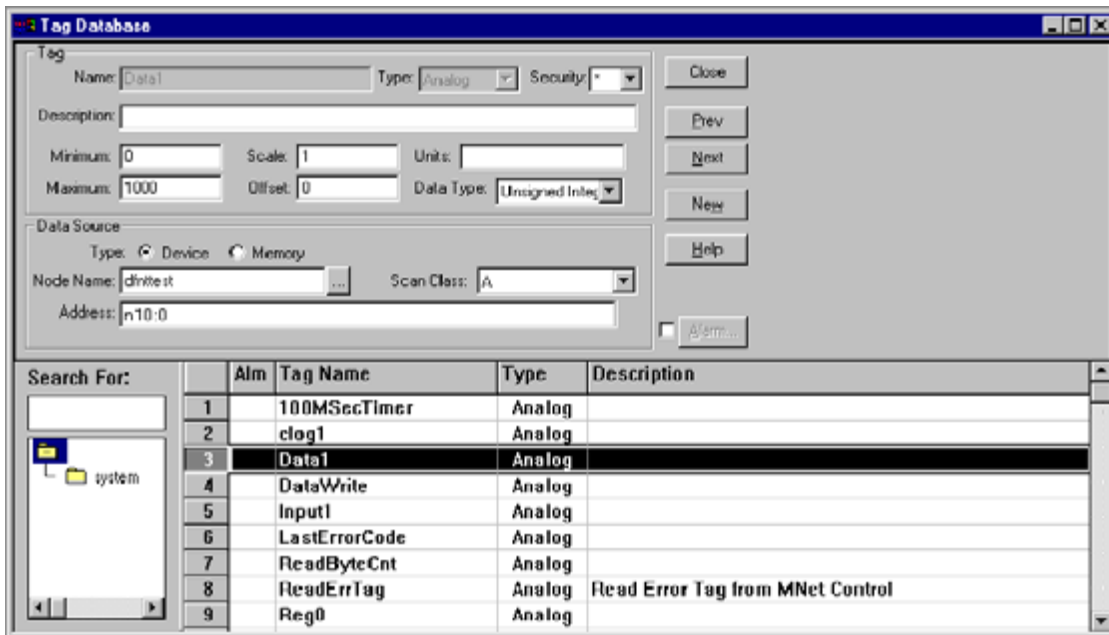 Tag Database
Tag
Name: Data1 Type: Analog Security: *
Close
Description:
Prev
Minimum: 0 Scale: 1 Units:
Next
Maximum: 1000 Offset: 0 Data Type: Unsigned Integ
New
Data Source
Type: Device Memory
Help
Node Name: Scan Class: A
Address: n10:0
Alarm...
Search For:
system
Alm Tag Name Type Description
1 100MSecTimer Analog
2 clog1 Analog
3 Data1 Analog
4 DataWrite Analog
5 Input1 Analog
6 LastErrorCode Analog
7 ReadByteCnt Analog
8 ReadErrTag Analog Read Error Tag from MNet Control
9 Reg0 Analog